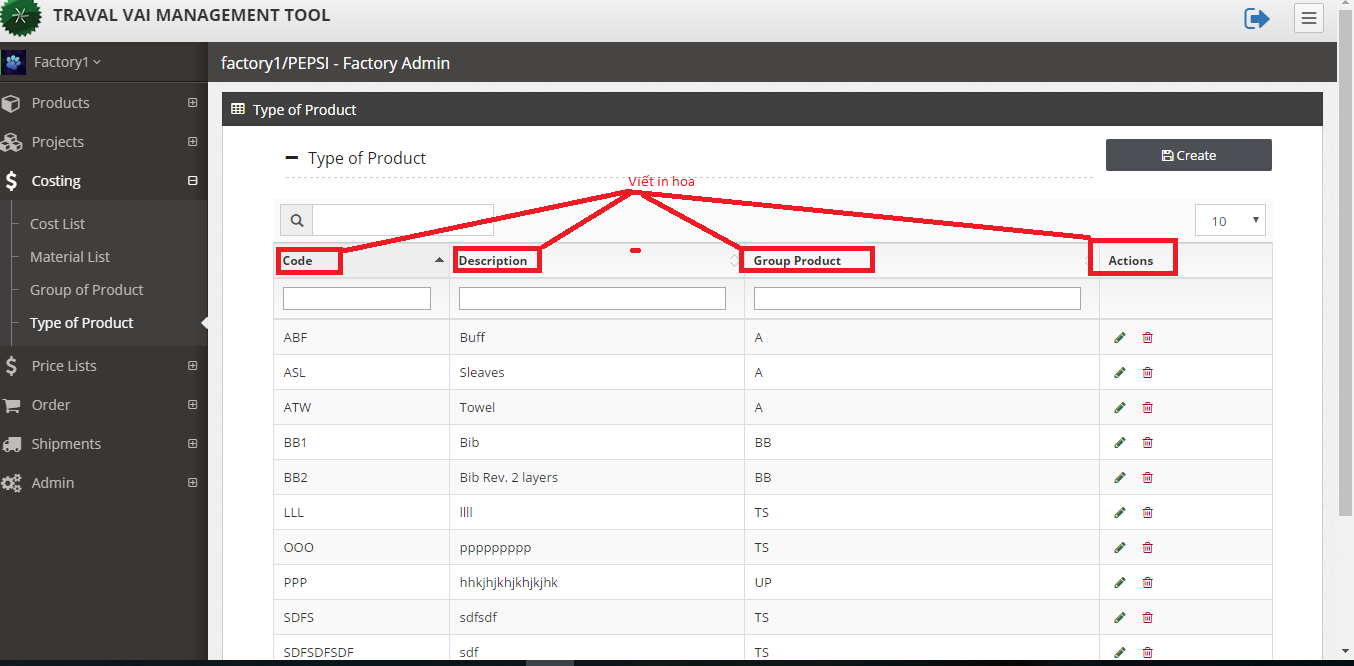 TRAVAL VAI MANAGEMENT TOOL
Factory1
factory1/PEPSI - Factory Admin
Products
Projects
Costing
Cost List
Material List
Group of Product
Type of Product
Price Lists
Order
Shipments
Admin
Type of Product
Type of Product
Create
Viết in hoa
10
Code Description Group Product Actions
ABF Buff A
ASL Sleaves A
ATW Towel A
BB1 Bib BB
BB2 Bib Rev. 2 layers BB
LLL llll TS
OOO ppppppppp TS
PPP hhkjhjkhjkhjkjhk UP
SDFS sdfsdf TS
SDFSDFSDF sdf TS